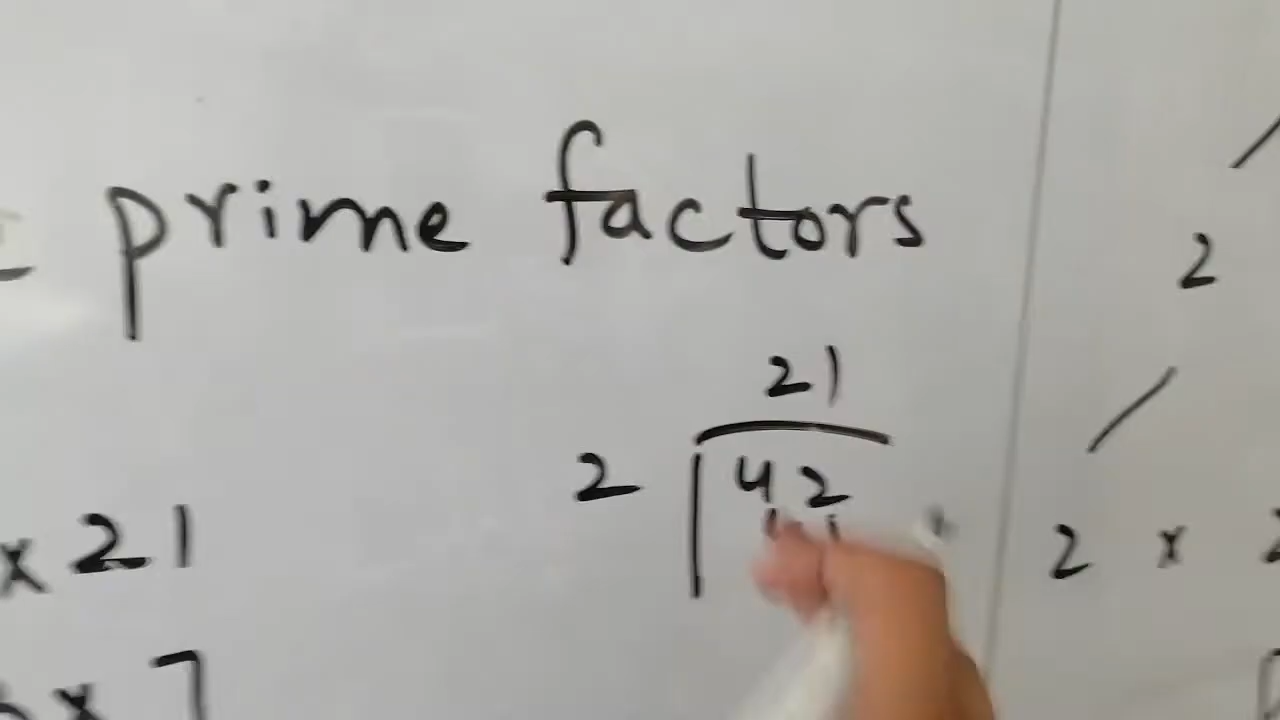 prime factors
2
21
2 42
x 21
2 x
x 7